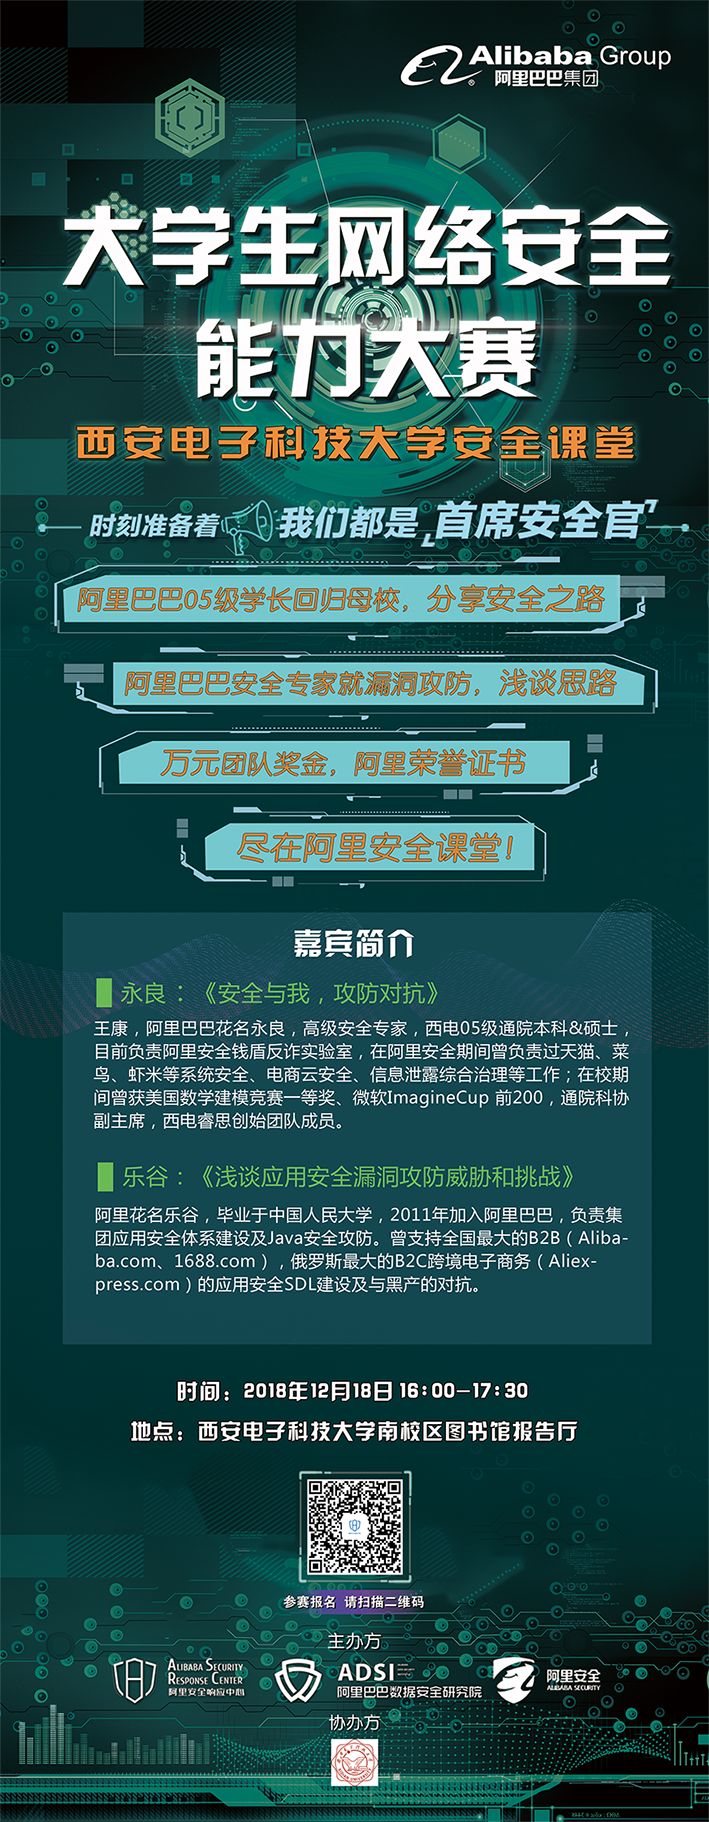 Alibaba Group
阿里巴巴集团
大学生网络安全
能力大赛
西安电子科技大学安全课堂
时刻准备着 我们都是「首席安全官」
阿里巴巴05级学长回归母校，分享安全之路
阿里巴巴安全专家就漏洞攻防，浅谈思路
万元团队奖金，阿里荣誉证书
尽在阿里安全课堂！
嘉宾简介
永良：《安全与我，攻防对抗》
王康，阿里巴巴花名永良，高级安全专家，西电05级通院本科&硕士，
目前负责阿里安全钱盾反诈实验室，在阿里安全期间曾负责过天猫、菜
鸟、虾米等系统安全、电商云安全、信息泄露综合治理等工作；在校期
间曾获美国数学建模竞赛一等奖、微软ImagineCup 前200，通院科协
副主席，西电睿思创始团队成员。
乐谷：《浅谈应用安全漏洞攻防威胁和挑战》
阿里花名乐谷，毕业于中国人民大学，2011年加入阿里巴巴，负责集
团应用安全体系建设及Java安全攻防。曾支持全国最大的B2B（Aliba-
ba.com、1688.com），俄罗斯最大的B2C跨境电子商务（Aliex-
press.com）的应用安全SDL建设及与黑产的对抗。
时间：2018年12月18日 16:00-17:30
地点：西安电子科技大学南校区图书馆报告厅
参赛报名 请扫描二维码
主办方
ALIBABA SECURITY
RESPONSE CENTER
阿里安全响应中心
ADSI
阿里巴巴数据安全研究院
阿里安全
ALIBABA SECURITY
协办方